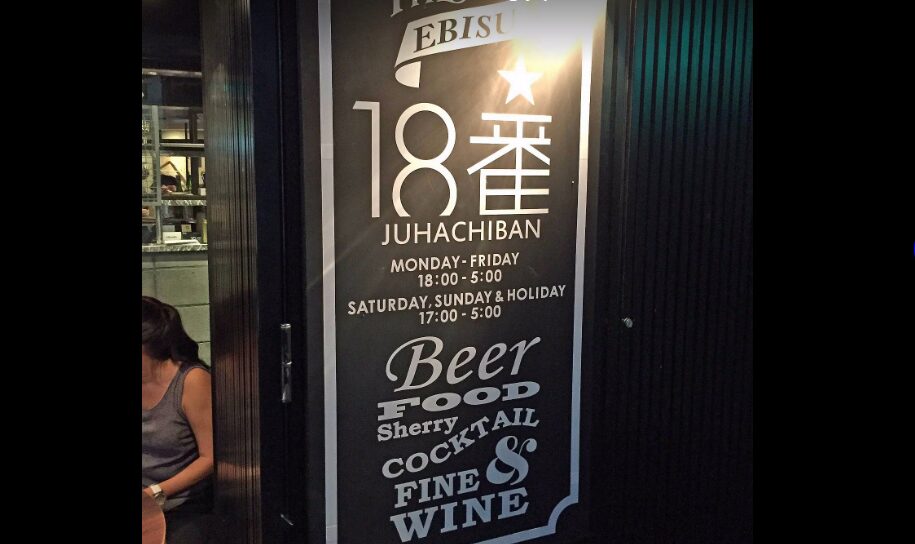 EBISU
18番
JUHACHIBAN
MONDAY - FRIDAY
18:00 - 5:00
SATURDAY, SUNDAY & HOLIDAY
17:00 - 5:00
Beer
FOOD
Sherry
COCKTAIL
FINE &
WINE